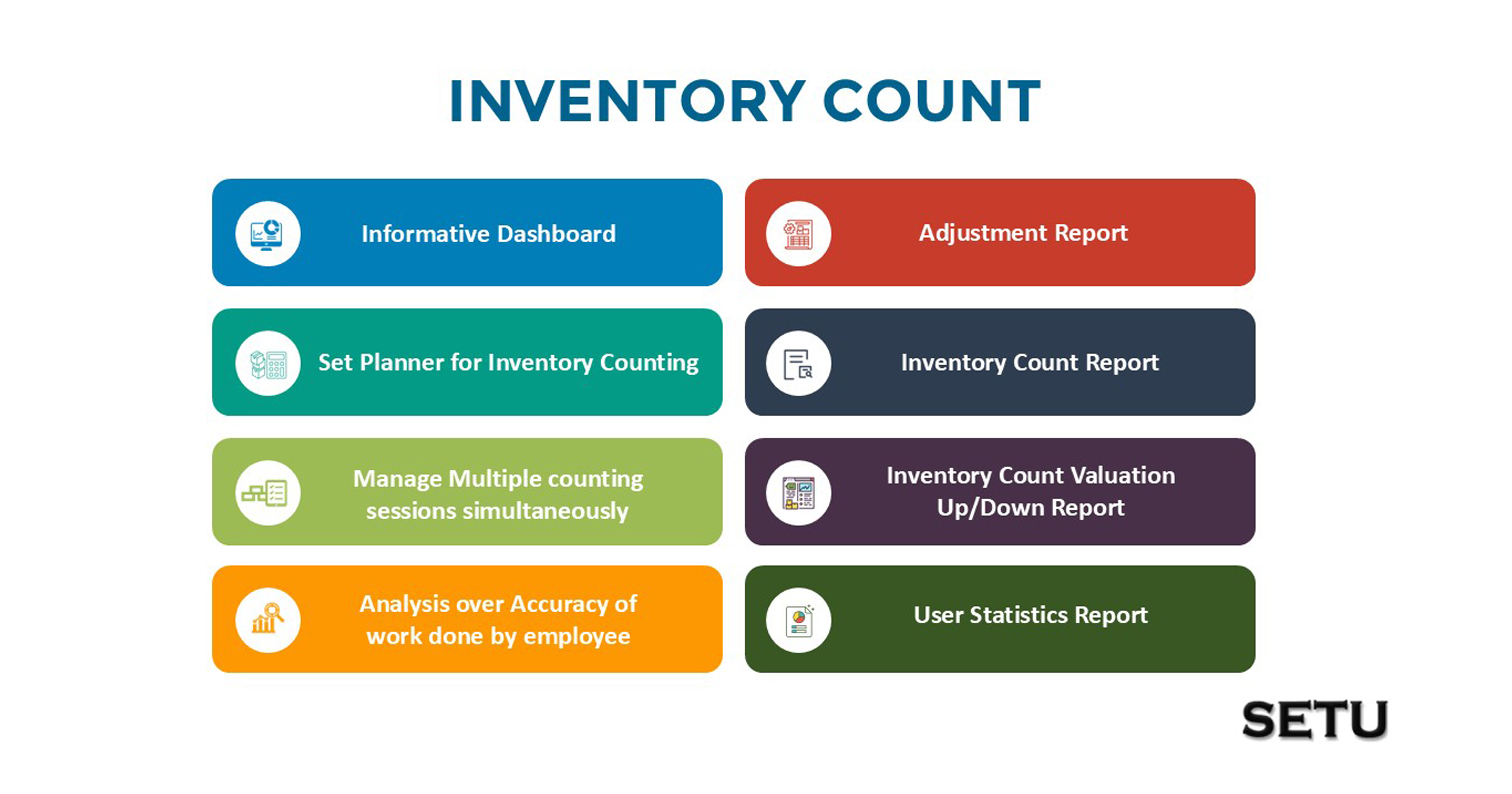 INVENTORY COUNT
Informative Dashboard
Adjustment Report
Set Planner for Inventory Counting
Inventory Count Report
Manage Multiple counting
sessions simultaneously
Inventory Count Valuation
Up/Down Report
Analysis over Accuracy of
work done by employee
User Statistics Report
SETU